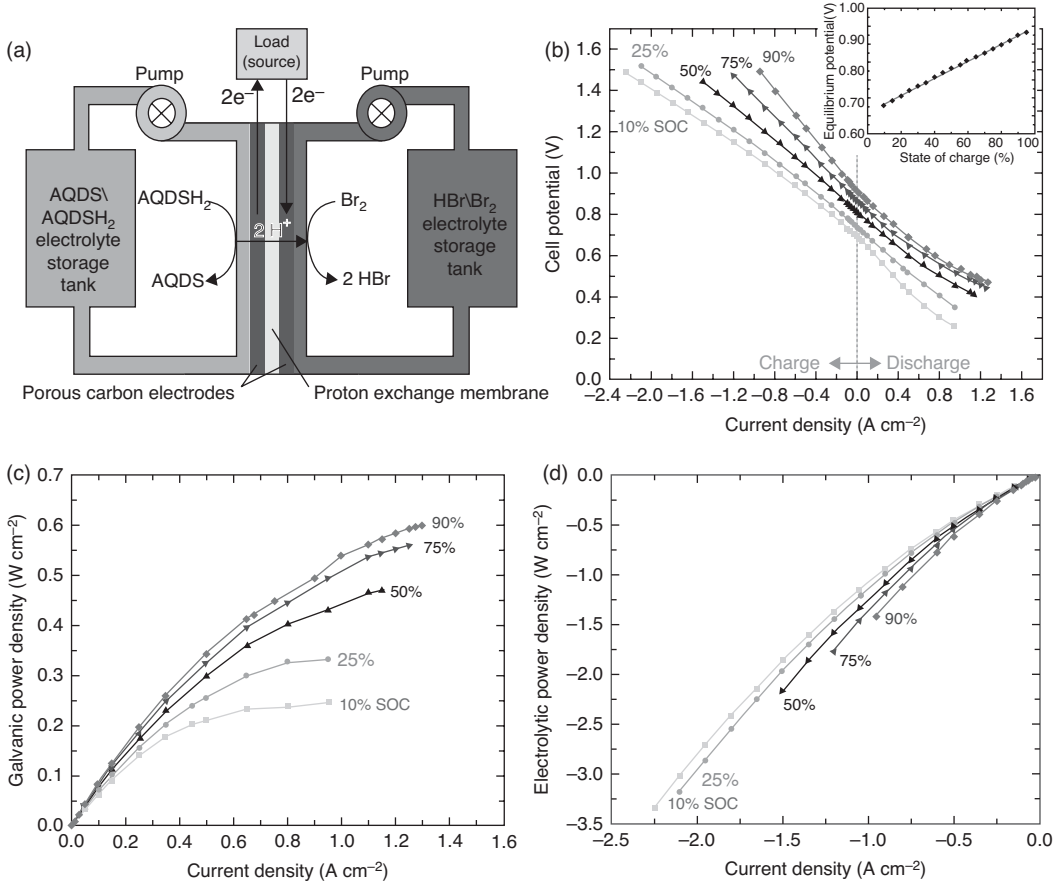 (a)
Load
(source)
Pump
Pump
2e–
2e–
AQDS\
AQDSH2
electrolyte
storage
tank
AQDSH2
AQDS
2 H+
Br2
2 HBr
HBr\Br2
electrolyte
storage
tank
Porous carbon electrodes
Proton exchange membrane
(b)
Cell potential (V)
1.6
1.4
1.2
1.0
0.8
0.6
0.4
0.2
0.0
25%
50%
75%
90%
10% SOC
Charge
Discharge
–2.4 –2.0 –1.6 –1.2 –0.8 –0.4 0.0 0.4 0.8 1.2 1.6
Current density (A cm–2)
Equilibrium potential(V)
1.00
0.90
0.80
0.70
0.60
0 20 40 60 80 100
State of charge (%)
(c)
Galvanic power density (W cm–2)
0.7
0.6
0.5
0.4
0.3
0.2
0.1
0.0
90%
75%
50%
25%
10% SOC
0.0 0.2 0.4 0.6 0.8 1.0 1.2 1.4 1.6
Current density (A cm–2)
(d)
Electrolytic power density (W cm–2)
0.0
–0.5
–1.0
–1.5
–2.0
–2.5
–3.0
–3.5
90%
75%
50%
25%
10% SOC
–2.5 –2.0 –1.5 –1.0 –0.5 0.0
Current density (A cm–2)